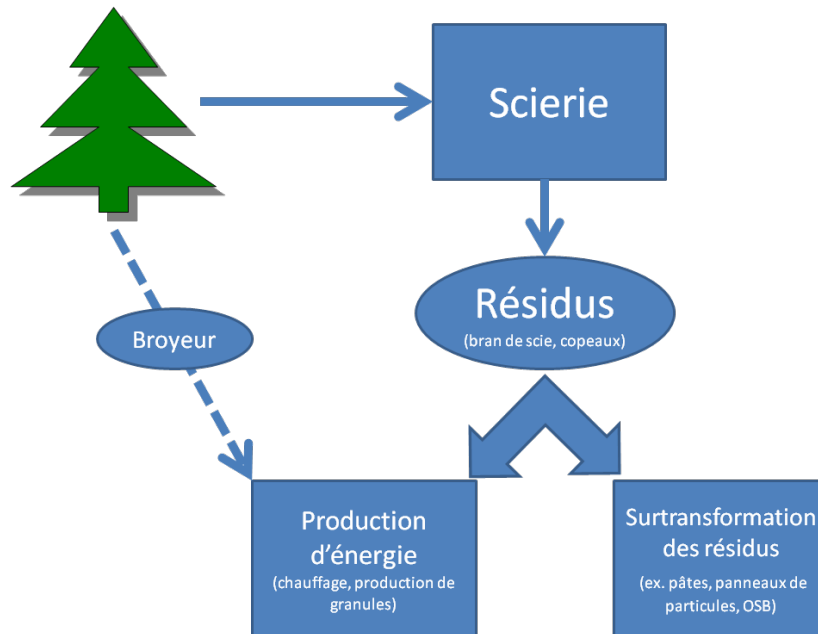 Scierie
Résidus
(bran de scie, copeaux)
Broyeur
Production
d'énergie
(chauffage, production de
granules)
Surtransformation
des résidus
(ex. pâtes, panneaux de
particules, OSB)